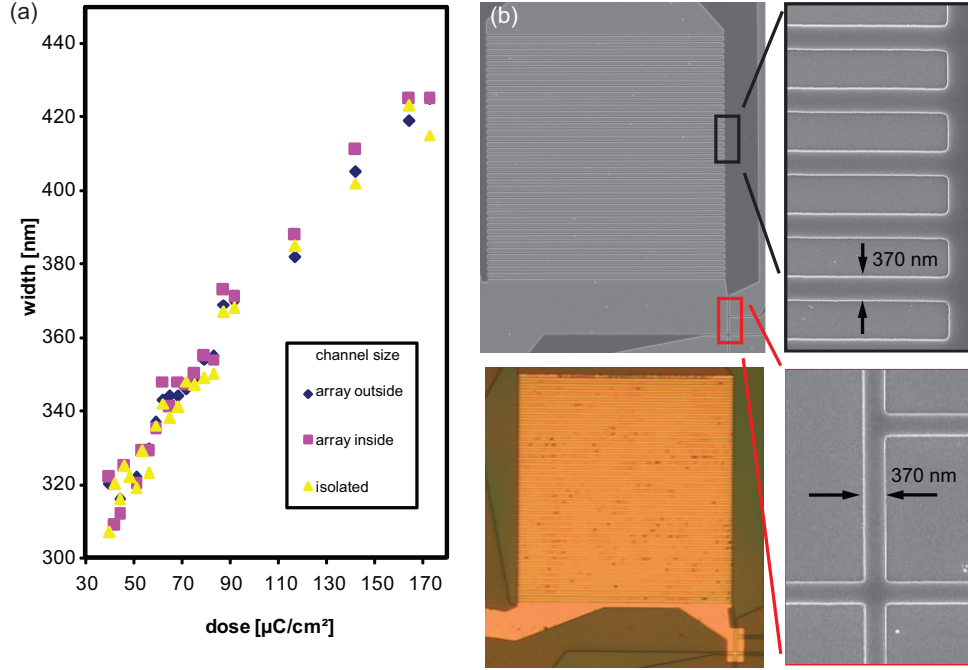 (a)
width [nm]
440
420
400
380
360
340
320
300
30 50 70 90 110 130 150 170
dose [µC/cm²]
channel size
array outside
array inside
isolated
(b)
370 nm
370 nm